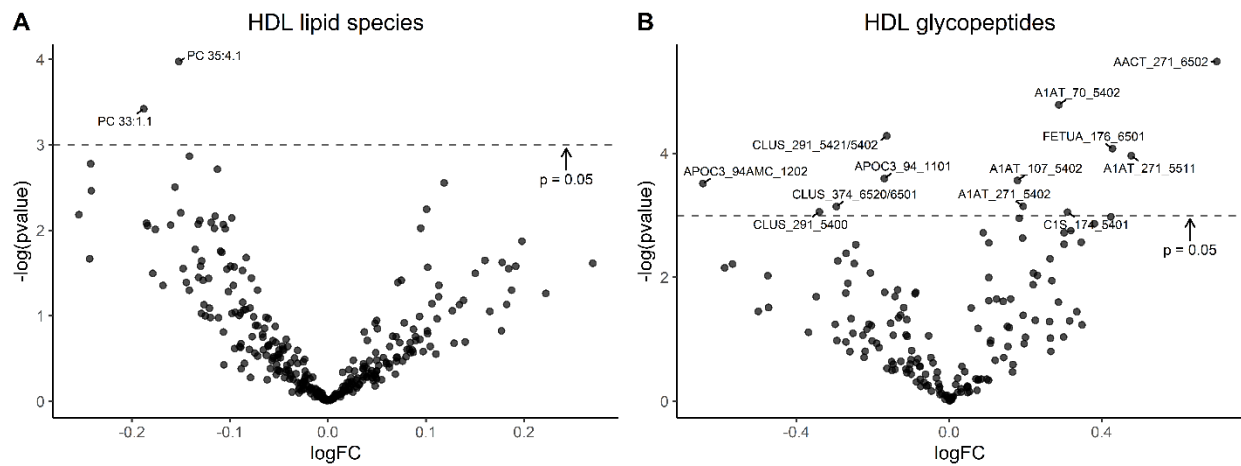 A
HDL lipid species
4
3
2
1
0
-log(pvalue)
PC 35:4.1
PC 33:1.1
p = 0.05
-0.2
-0.1
0.0
0.1
0.2
logFC
B
HDL glycopeptides
4
2
0
-log(pvalue)
AACT_271_6502
A1AT_70_5402
FETUA_176_6501
CLUS_291_5421/5402
A1AT_271_5511
APOC3_94AMC_1202
APOC3_94_1101
A1AT_107_5402
CLUS_374_6520/6501
A1AT_271_5402
CLUS_291_5400
C1S_174_5401
p = 0.05
-0.4
0.0
0.4
logFC